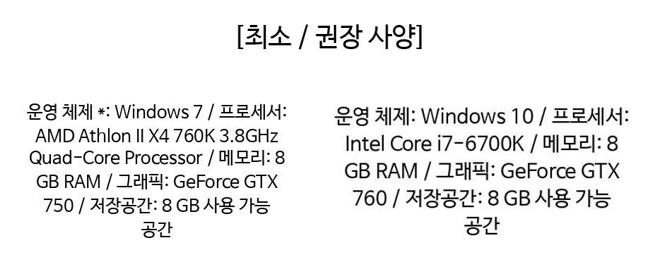 [최소 / 권장 사양]
운영 체제 *: Windows 7 / 프로세서:
AMD Athlon II X4 760K 3.8GHz
Quad-Core Processor / 메모리: 8
GB RAM / 그래픽: GeForce GTX
750 / 저장공간: 8 GB 사용 가능
공간
운영 체제: Windows 10 / 프로세서:
Intel Core i7-6700K / 메모리: 8
GB RAM / 그래픽: GeForce GTX
760 / 저장공간: 8 GB 사용 가능
공간